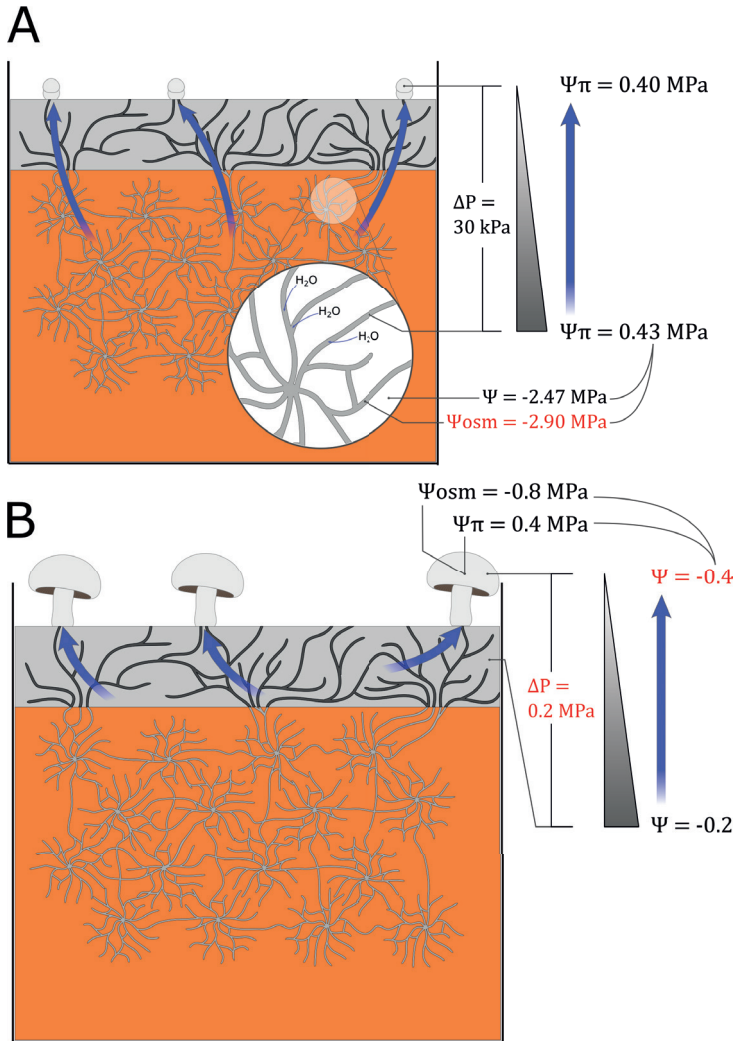 A
Ψπ = 0.40 MPa
ΔP =
30 kPa
H₂O
H₂O
H₂O
Ψπ = 0.43 MPa
Ψ = -2.47 MPa
Ψosm = -2.90 MPa
B
Ψosm = -0.8 MPa
Ψπ = 0.4 MPa
Ψ = -0.4
ΔP =
0.2 MPa
Ψ = -0.2